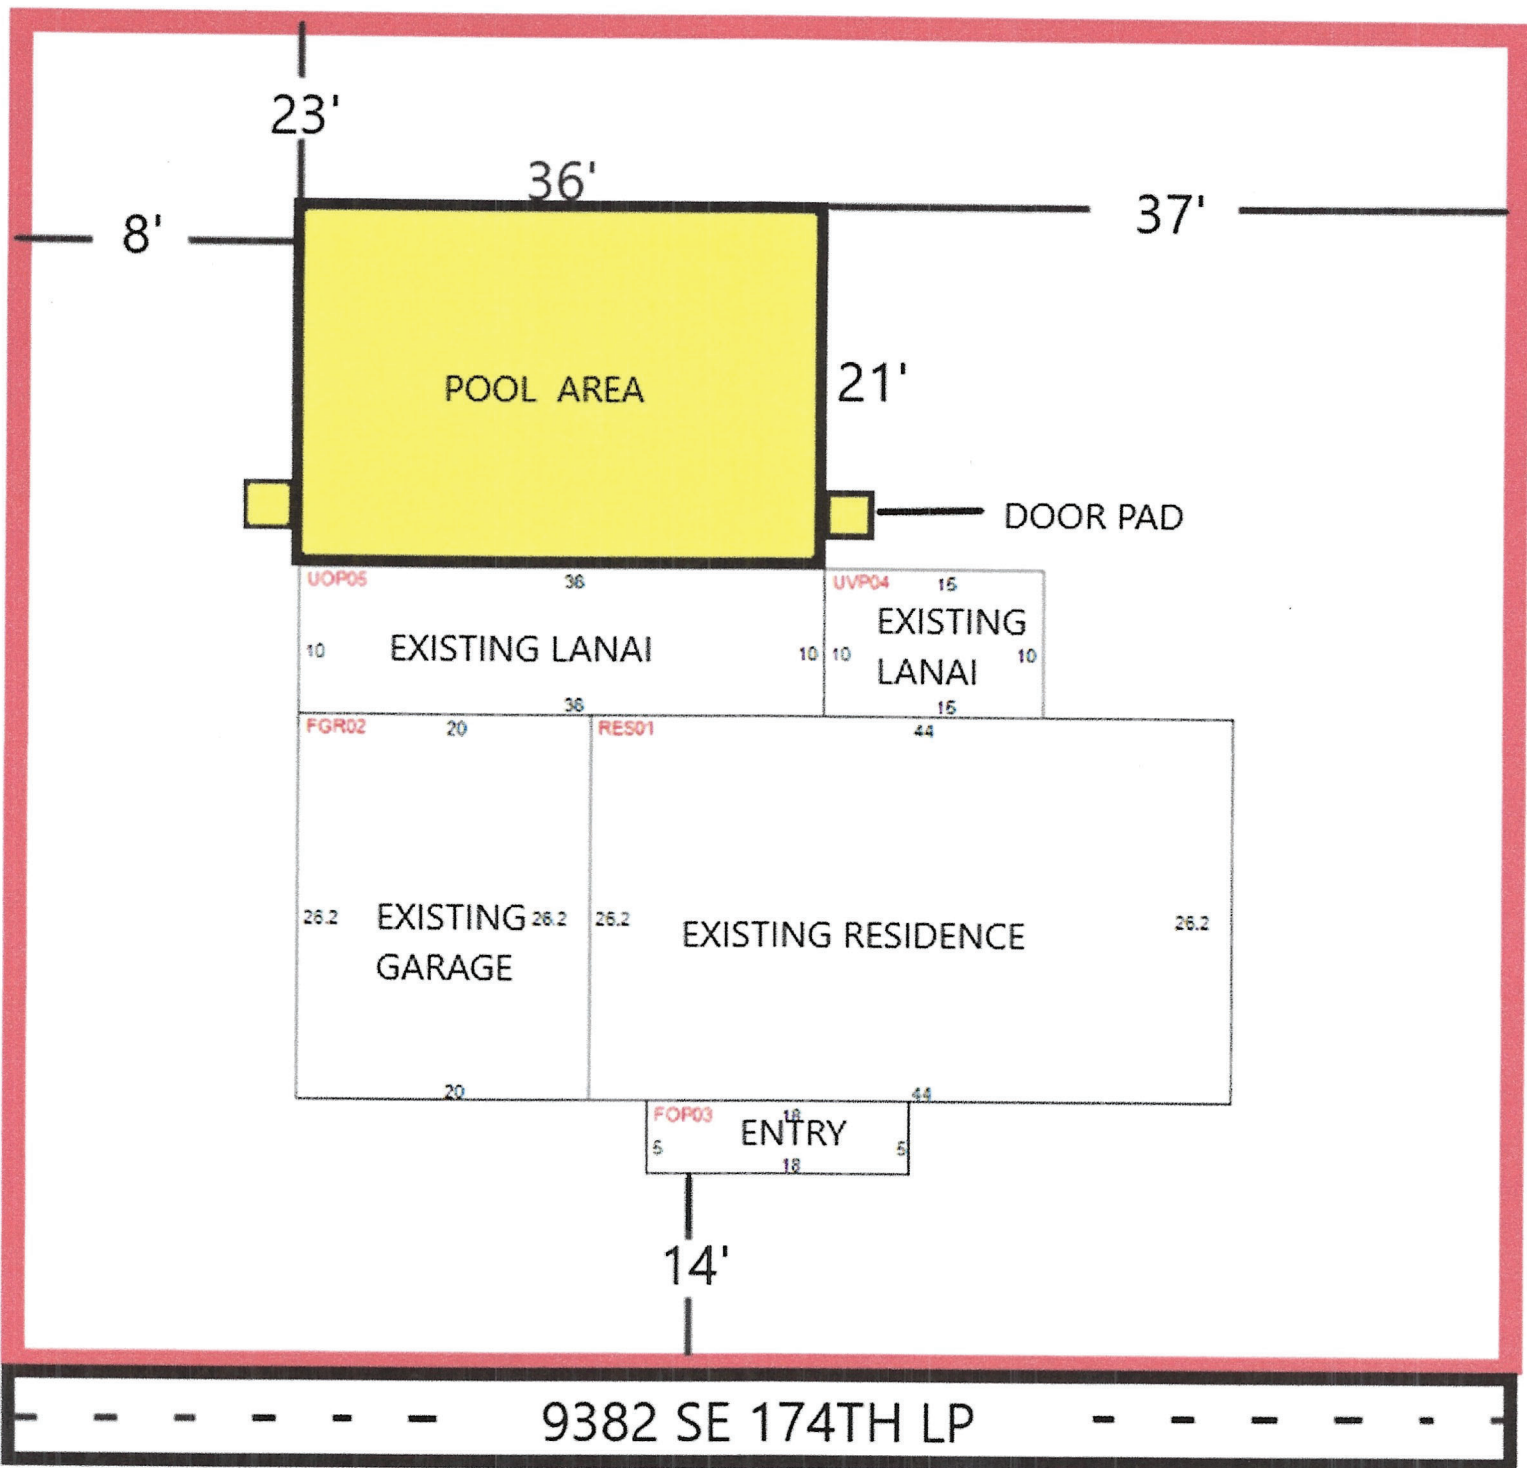 23'
36'
8'
37'
POOL AREA
21'
DOOR PAD
UOP05
36
UVP04
15
10
EXISTING LANAI
10
10
EXISTING
LANAI
10
36
15
FGR02
20
RES01
44
26.2
EXISTING
GARAGE
26.2
26.2
EXISTING RESIDENCE
26.2
20
44
FOP03
18
5
ENTRY
5
18
14'
9382 SE 174TH LP